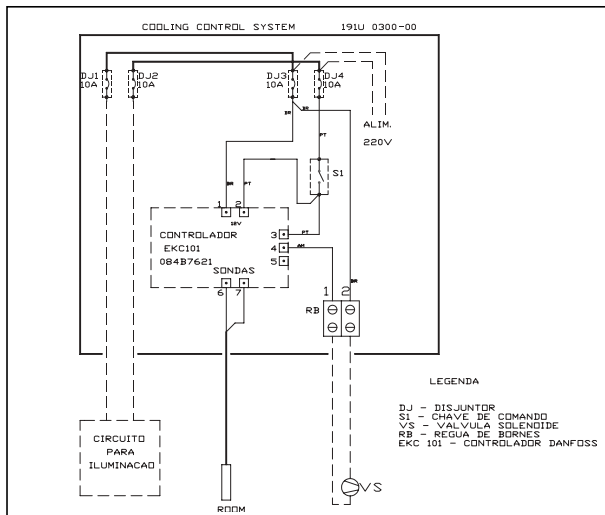 COOLING CONTROL SYSTEM 191U 0300-00
DJ1
10A
DJ2
10A
DJ3
10A
DJ4
10A
BR
BR
PT
ALIM.
220V
BR
PT
S1
1 2
CONTROLADOR
EKC101
084B7621
3
PT
4
AM
5
SONDAS
6 7
1 2
BR
RB
LEGENDA
DJ - DISJUNTOR
S1 - CHAVE DE COMANDO
VS - VALVULA SOLENOIDE
RB - REGUA DE BORNES
EKC 101 - CONTROLADOR DANFOSS
CIRCUITO
PARA
ILUMINACAO
VS
ROOM